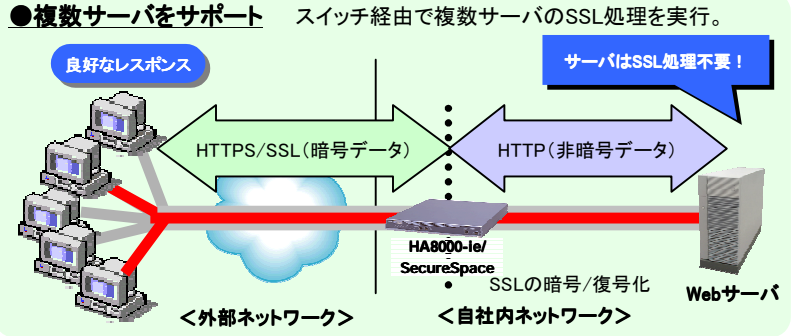 ●複数サーバをサポート スイッチ経由で複数サーバのSSL処理を実行。
良好なレスポンス
サーバはSSL処理不要！
HTTPS/SSL（暗号データ）
HTTP（非暗号データ）
HA8000-ie/
SecureSpace
SSLの暗号/復号化
Webサーバ
＜外部ネットワーク＞
＜自社内ネットワーク＞